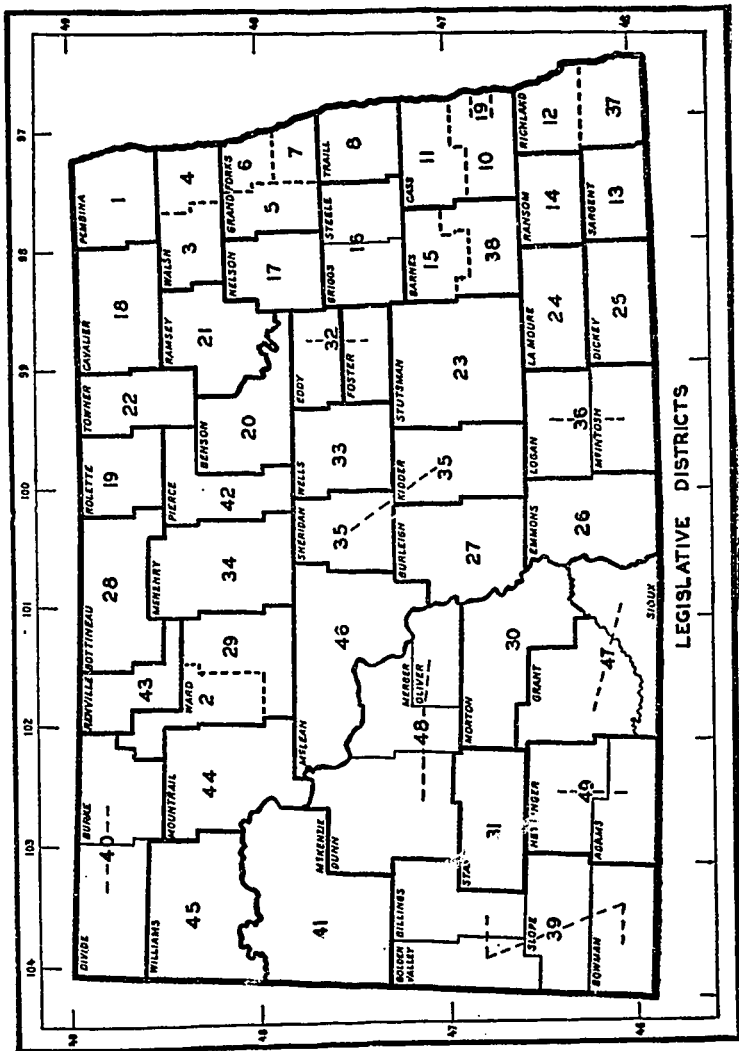 104 103 102 101 100 99 98 97
49 49
DIVIDE BURKE RENVILLE BOTTINEAU ROLETTE TOWNER CAVALIER PEMBINA
40 43 28 19 22 18 1
WILLIAMS MOUNTRAIL WARD MCHENRY PIERCE RAMSEY WALSH
45 44 2 29 34 42 21 3 4
BENSON NELSON GRAND FORKS
20 17 5 6 7
48 48
MCKENZIE MCLEAN SHERIDAN WELLS EDDY GRIGGS STEELE TRAILL
41 46 35 33 32 16 8
DUNN MERCER OLIVER FOSTER
48
GOLDEN VALLEY BILLINGS STA BURLEIGH KIDDER STUTSMAN BARNES CASS
31 27 35 23 15 38 11 10 19
47 47
MORTON
30
SLOPE HETTINGER GRANT EMMONS LOGAN LA MOURE RANSOM RICHLAND
39 49 47 26 36 24 14 12
BOWMAN ADAMS SIOUX MCINTOSH DICKEY SARGENT
25 13 37
46 46
LEGISLATIVE DISTRICTS